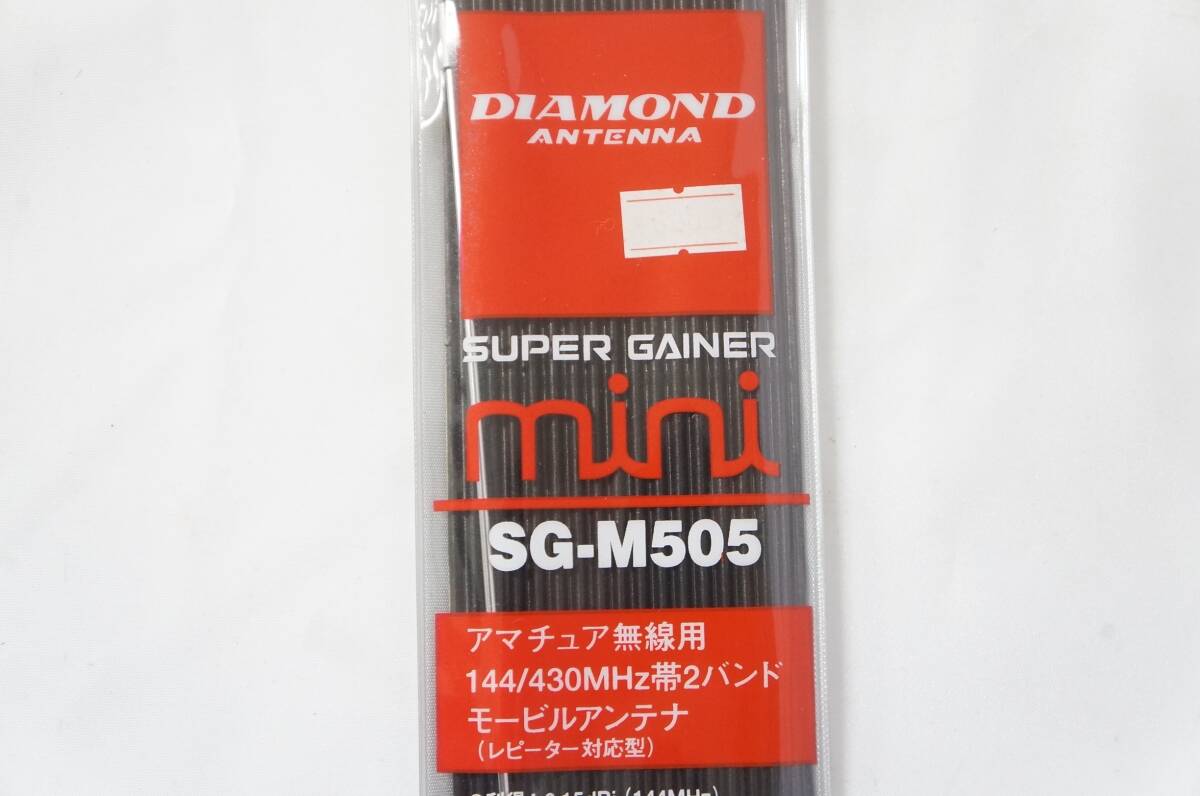 DIAMOND
ANTENNA
SUPER GAINER
mini
SG-M505
アマチュア無線用
144/430MHz帯2バンド
モービルアンテナ
(レピーター対応型)